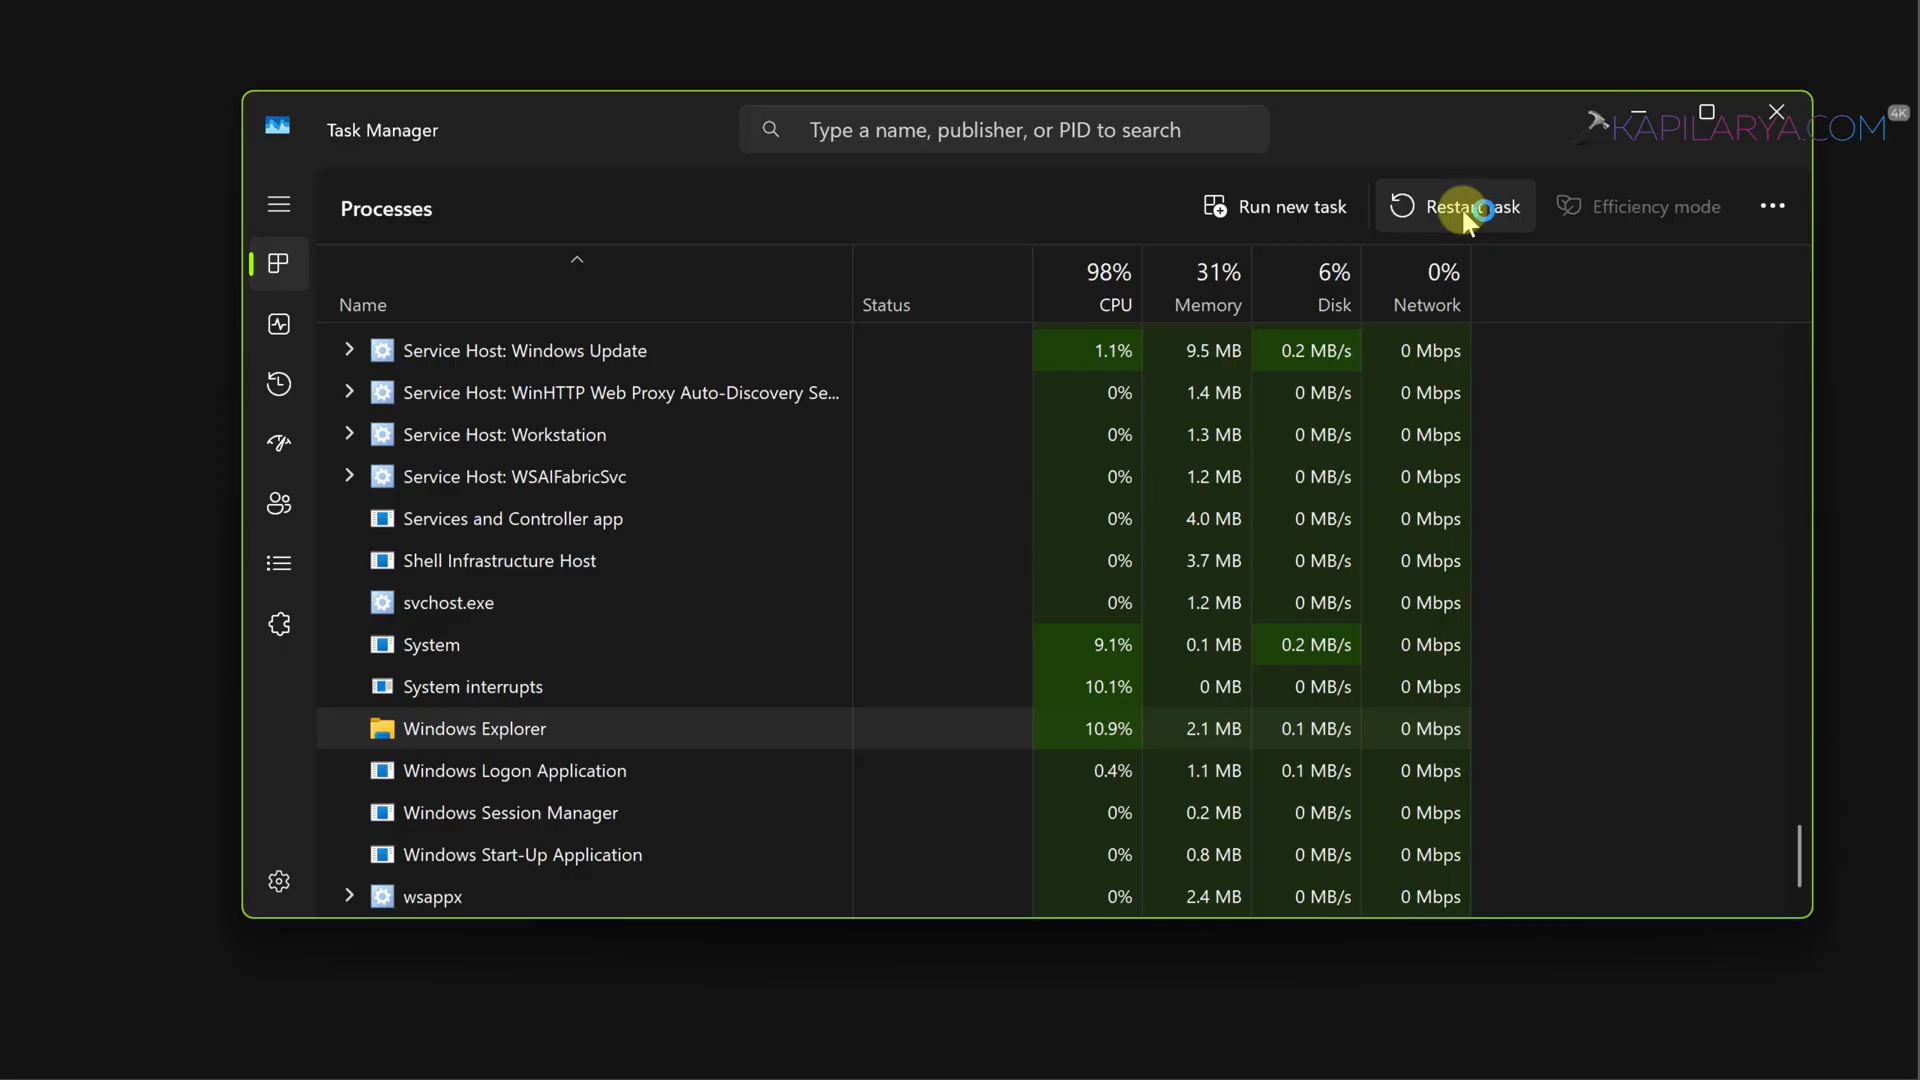 Task Manager
Type a name, publisher, or PID to search
KAPILARYA.COM
4K
Processes
Run new task
Restart task
Efficiency mode
98% 31% 6% 0%
Name Status CPU Memory Disk Network
Service Host: Windows Update 1.1% 9.5 MB 0.2 MB/s 0 Mbps
Service Host: WinHTTP Web Proxy Auto-Discovery Se... 0% 1.4 MB 0 MB/s 0 Mbps
Service Host: Workstation 0% 1.3 MB 0 MB/s 0 Mbps
Service Host: WSAIFabricSvc 0% 1.2 MB 0 MB/s 0 Mbps
Services and Controller app 0% 4.0 MB 0 MB/s 0 Mbps
Shell Infrastructure Host 0% 3.7 MB 0 MB/s 0 Mbps
svchost.exe 0% 1.2 MB 0 MB/s 0 Mbps
System 9.1% 0.1 MB 0.2 MB/s 0 Mbps
System interrupts 10.1% 0 MB 0 MB/s 0 Mbps
Windows Explorer 10.9% 2.1 MB 0.1 MB/s 0 Mbps
Windows Logon Application 0.4% 1.1 MB 0.1 MB/s 0 Mbps
Windows Session Manager 0% 0.2 MB 0 MB/s 0 Mbps
Windows Start-Up Application 0% 0.8 MB 0 MB/s 0 Mbps
wsappx 0% 2.4 MB 0 MB/s 0 Mbps